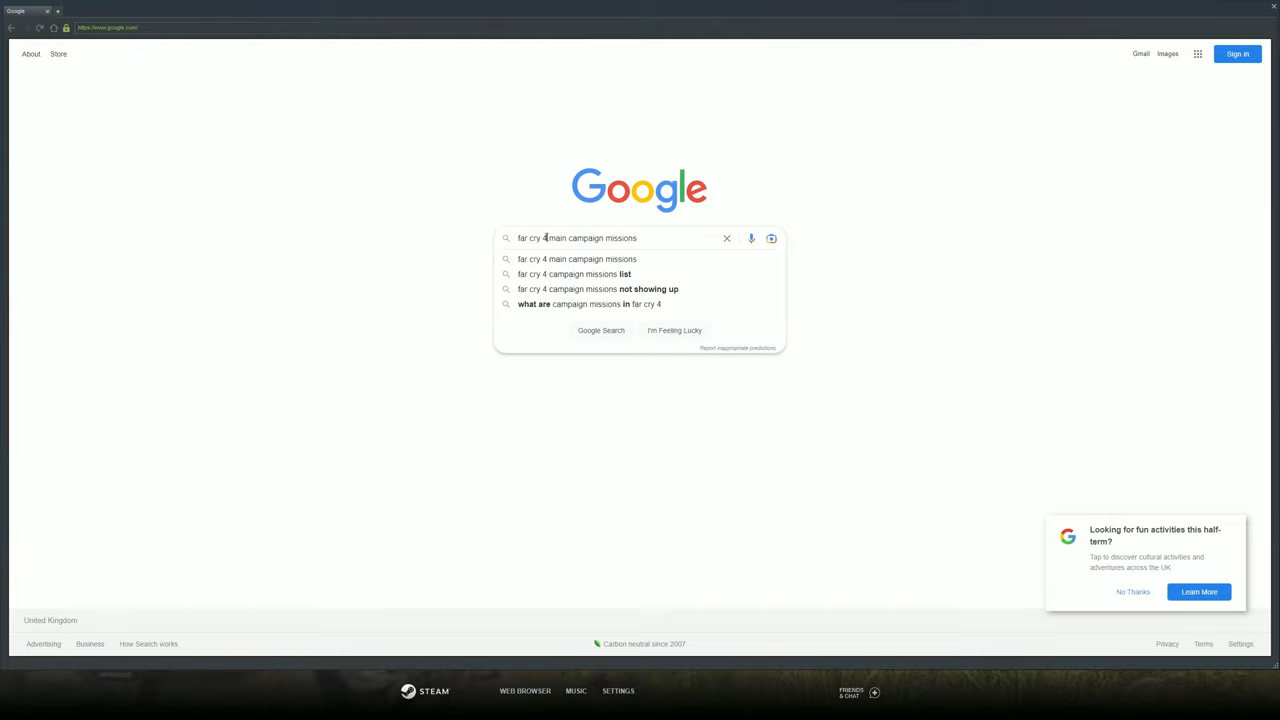 Google
https://www.google.com/
About Store
Gmail Images Sign in
Google
far cry 4 main campaign missions
far cry 4 main campaign missions
far cry 4 campaign missions list
far cry 4 campaign missions not showing up
what are campaign missions in far cry 4
Google Search I'm Feeling Lucky
Report inappropriate predictions
Looking for fun activities this half-
term?
Tap to discover cultural activities and
adventures across the UK
No Thanks Learn More
United Kingdom
Advertising Business How Search works Carbon neutral since 2007 Privacy Terms Settings
STEAM WEB BROWSER MUSIC SETTINGS FRIENDS
& CHAT